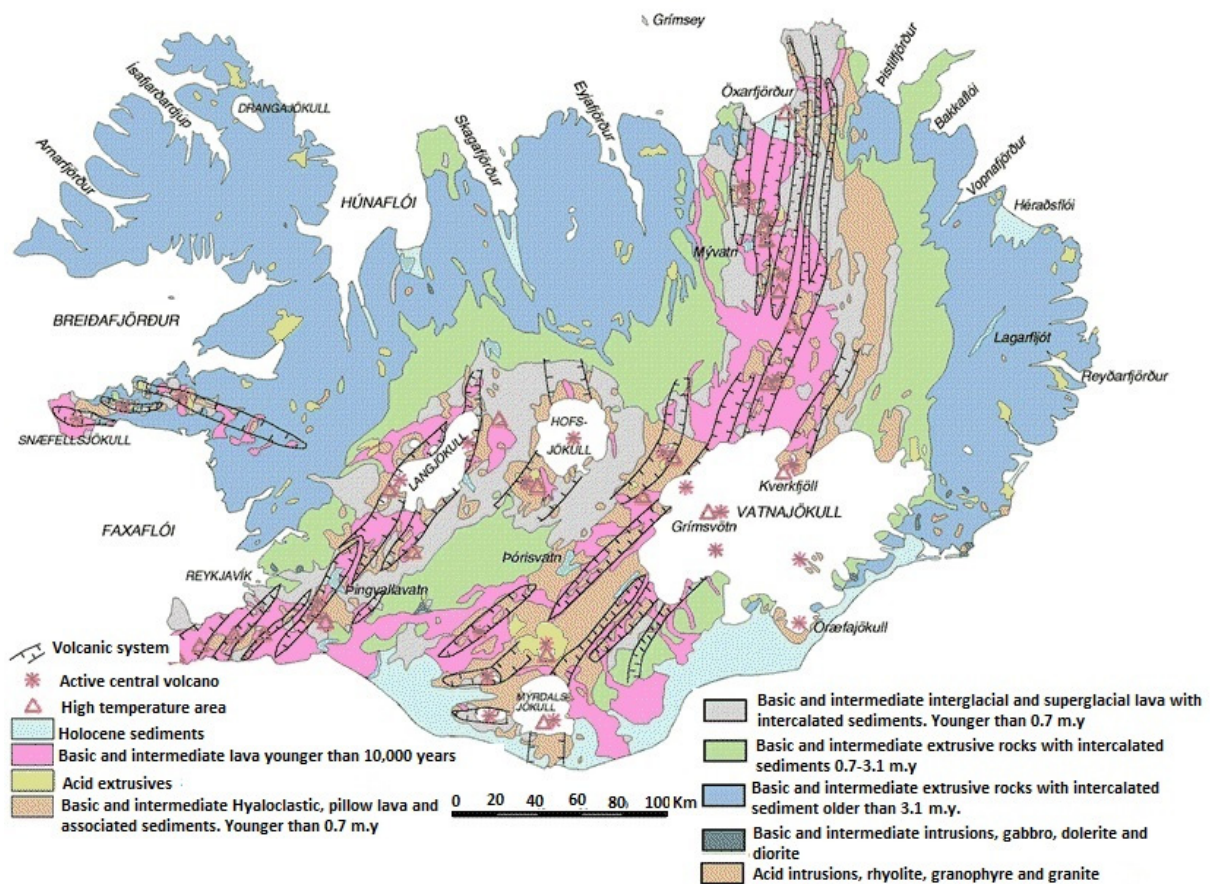 Grímsey
Ísafjarðardjúp
DRANGAJÖKULL
Arnarfjörður
HÚNAFLÓI
Skagafjörður
Eyjafjörður
Öxarfjörður
Þistilfjörður
Bakkaflói
Vopnafjörður
Héraðsflói
Mývatn
BREIÐAFJÖRÐUR
Lagarfljót
Reyðarfjörður
SNÆFELLSJÖKULL
LANGJÖKULL
HOFS-
JÖKULL
Kverkfjöll
VATNAJÖKULL
Grímsvötn
FAXAFLÓI
Þórisvatn
REYKJAVÍK
Þingvallavatn
Öræfajökull
MÝRDALS-
JÖKULL
Volcanic system
Active central volcano
High temperature area
Holocene sediments
Basic and intermediate lava younger than 10,000 years
Acid extrusives
Basic and intermediate Hyaloclastic, pillow lava and
associated sediments. Younger than 0.7 m.y
0 20 40 60 80 100 Km
Basic and intermediate interglacial and superglacial lava with
intercalated sediments. Younger than 0.7 m.y
Basic and intermediate extrusive rocks with intercalated
sediments 0.7-3.1 m.y
Basic and intermediate extrusive rocks with intercalated
sediment older than 3.1 m.y.
Basic and intermediate intrusions, gabbro, dolerite and
diorite
Acid intrusions, rhyolite, granophyre and granite